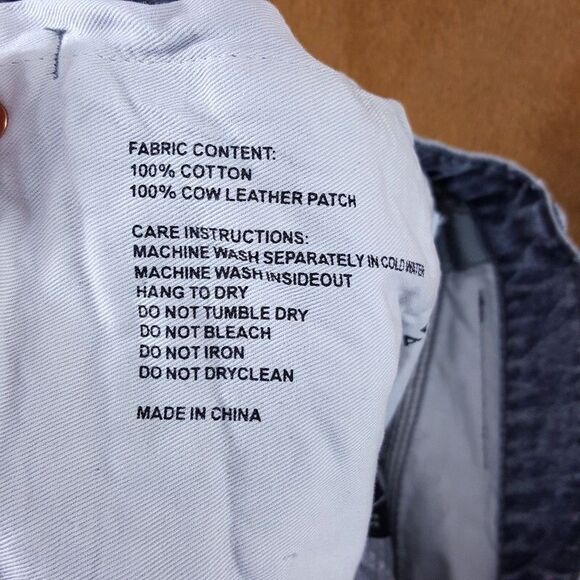 FABRIC CONTENT:
100% COTTON
100% COW LEATHER PATCH
CARE INSTRUCTIONS:
MACHINE WASH SEPARATELY IN COLD WATER
MACHINE WASH INSIDEOUT
HANG TO DRY
DO NOT TUMBLE DRY
DO NOT BLEACH
DO NOT IRON
DO NOT DRYCLEAN
MADE IN CHINA